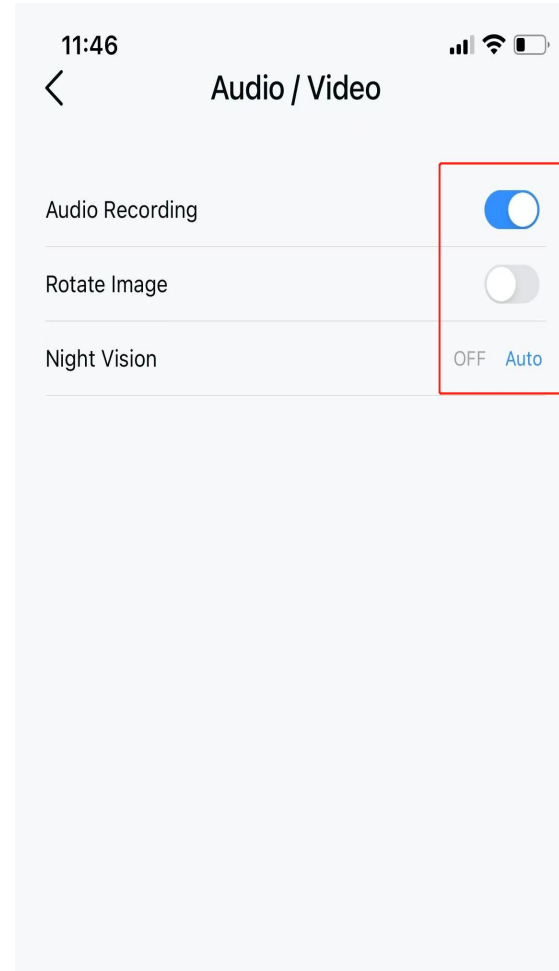 11:46
Audio / Video
Audio Recording
Rotate Image
Night Vision OFF Auto